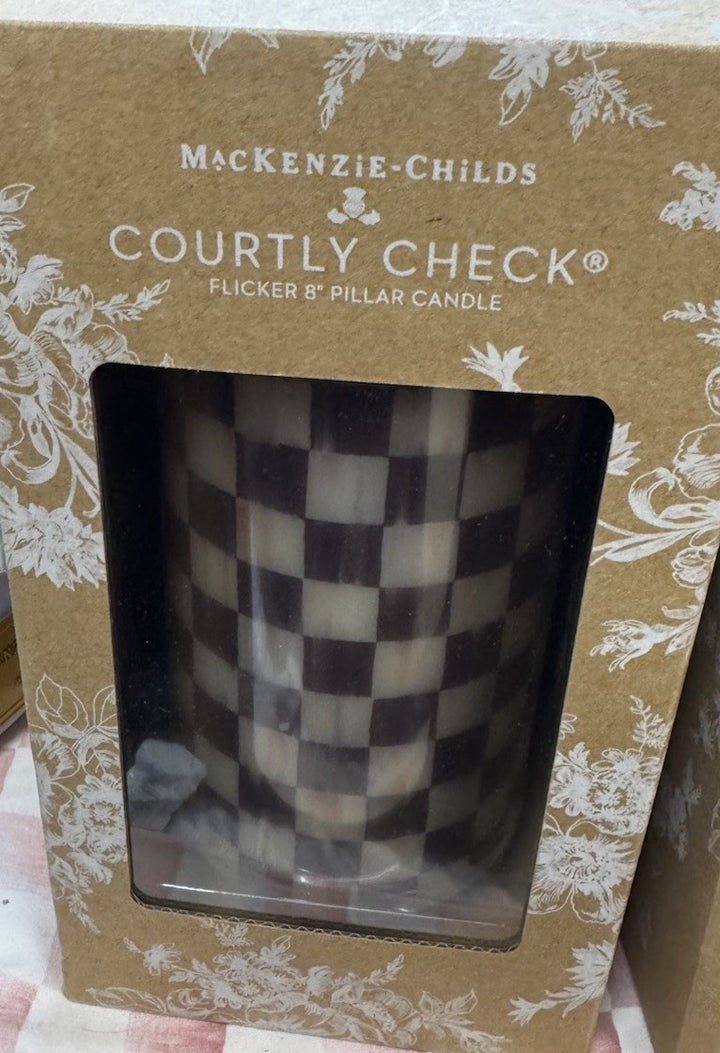 MACKENZiE-CHiLDS
COURTLY CHECK®
FLICKER 8" PILLAR CANDLE